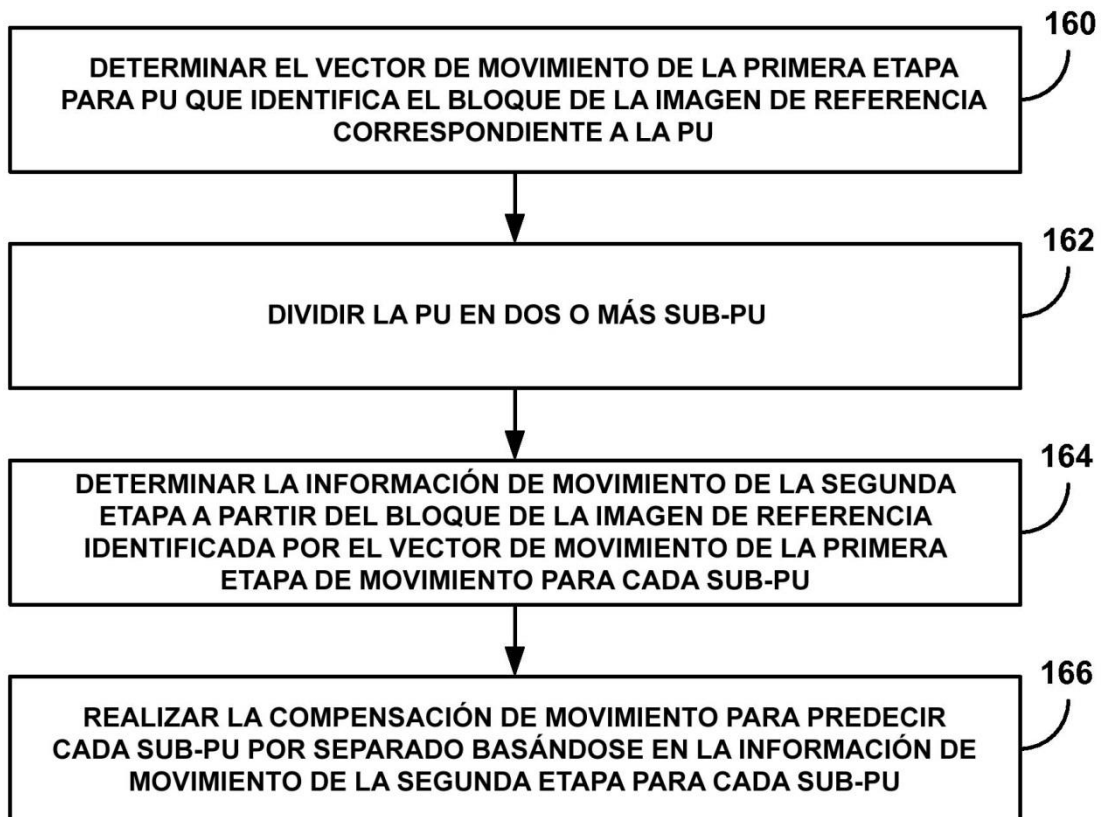 160
DETERMINAR EL VECTOR DE MOVIMIENTO DE LA PRIMERA ETAPA
PARA PU QUE IDENTIFICA EL BLOQUE DE LA IMAGEN DE REFERENCIA
CORRESPONDIENTE A LA PU
162
DIVIDIR LA PU EN DOS O MÁS SUB-PU
164
DETERMINAR LA INFORMACIÓN DE MOVIMIENTO DE LA SEGUNDA
ETAPA A PARTIR DEL BLOQUE DE LA IMAGEN DE REFERENCIA
IDENTIFICADA POR EL VECTOR DE MOVIMIENTO DE LA PRIMERA
ETAPA DE MOVIMIENTO PARA CADA SUB-PU
166
REALIZAR LA COMPENSACIÓN DE MOVIMIENTO PARA PREDECIR
CADA SUB-PU POR SEPARADO BASÁNDOSE EN LA INFORMACIÓN DE
MOVIMIENTO DE LA SEGUNDA ETAPA PARA CADA SUB-PU